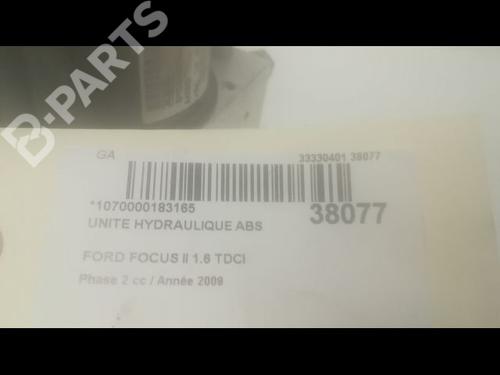 B-PARTS
GA
33330401 38077
*1070000183165
38077
UNITE HYDRAULIQUE ABS
FORD FOCUS II 1.6 TDCI
Phase 2 cc / Année 2009